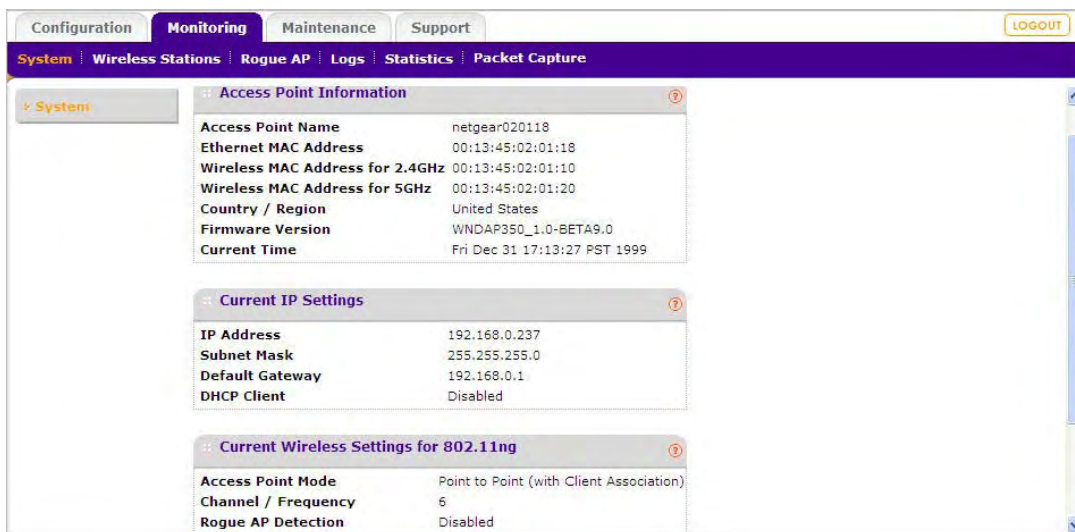 Configuration Monitoring Maintenance Support LOGOUT
System Wireless Stations Rogue AP Logs Statistics Packet Capture
System
Access Point Information ?
Access Point Name netgear020118
Ethernet MAC Address 00:13:45:02:01:18
Wireless MAC Address for 2.4GHz 00:13:45:02:01:10
Wireless MAC Address for 5GHz 00:13:45:02:01:20
Country / Region United States
Firmware Version WNDAP350_1.0-BETA9.0
Current Time Fri Dec 31 17:13:27 PST 1999
Current IP Settings ?
IP Address 192.168.0.237
Subnet Mask 255.255.255.0
Default Gateway 192.168.0.1
DHCP Client Disabled
Current Wireless Settings for 802.11ng ?
Access Point Mode Point to Point (with Client Association)
Channel / Frequency 6
Rogue AP Detection Disabled